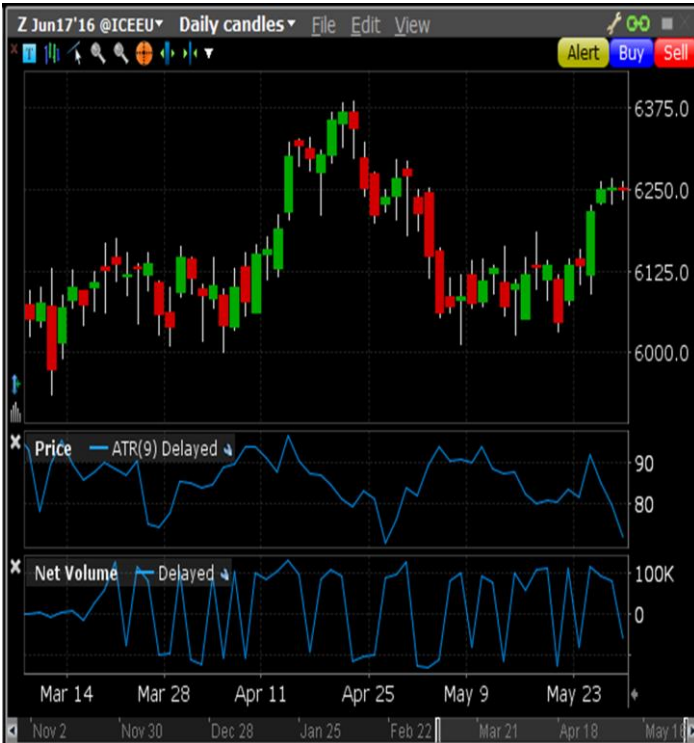 Z Jun17'16 @ICEEU Daily candles File Edit View
T Alert Buy Sell
6375.0
6250.0
6125.0
6000.0
Price ATR(9) Delayed
90
80
Net Volume Delayed
100K
0
Mar 14 Mar 28 Apr 11 Apr 25 May 9 May 23
Nov 2 Nov 30 Dec 28 Jan 25 Feb 22 Mar 21 Apr 18